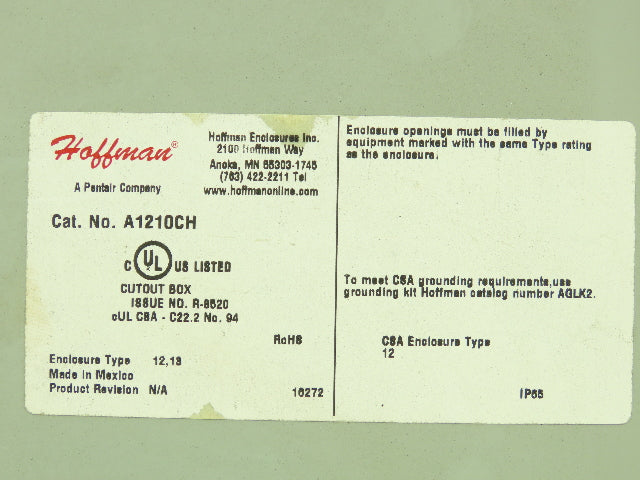 Hoffman®
A Pentair Company
Hoffman Enclosures Inc.
2100 Hoffman Way
Anoka, MN 55303-1745
(763) 422-2211 Tel
www.hoffmanonline.com
Cat. No. A1210CH
C UL US LISTED
CUTOUT BOX
ISSUE NO. R-8520
cUL CSA - C22.2 No. 94
RoHS
Enclosure Type 12,13
Made in Mexico
Product Revision N/A
16272
Enclosure openings must be filled by
equipment marked with the same Type rating
as the enclosure.
To meet CSA grounding requirements,use
grounding kit Hoffman catalog number AGLK2.
CSA Enclosure Type
12
IP65